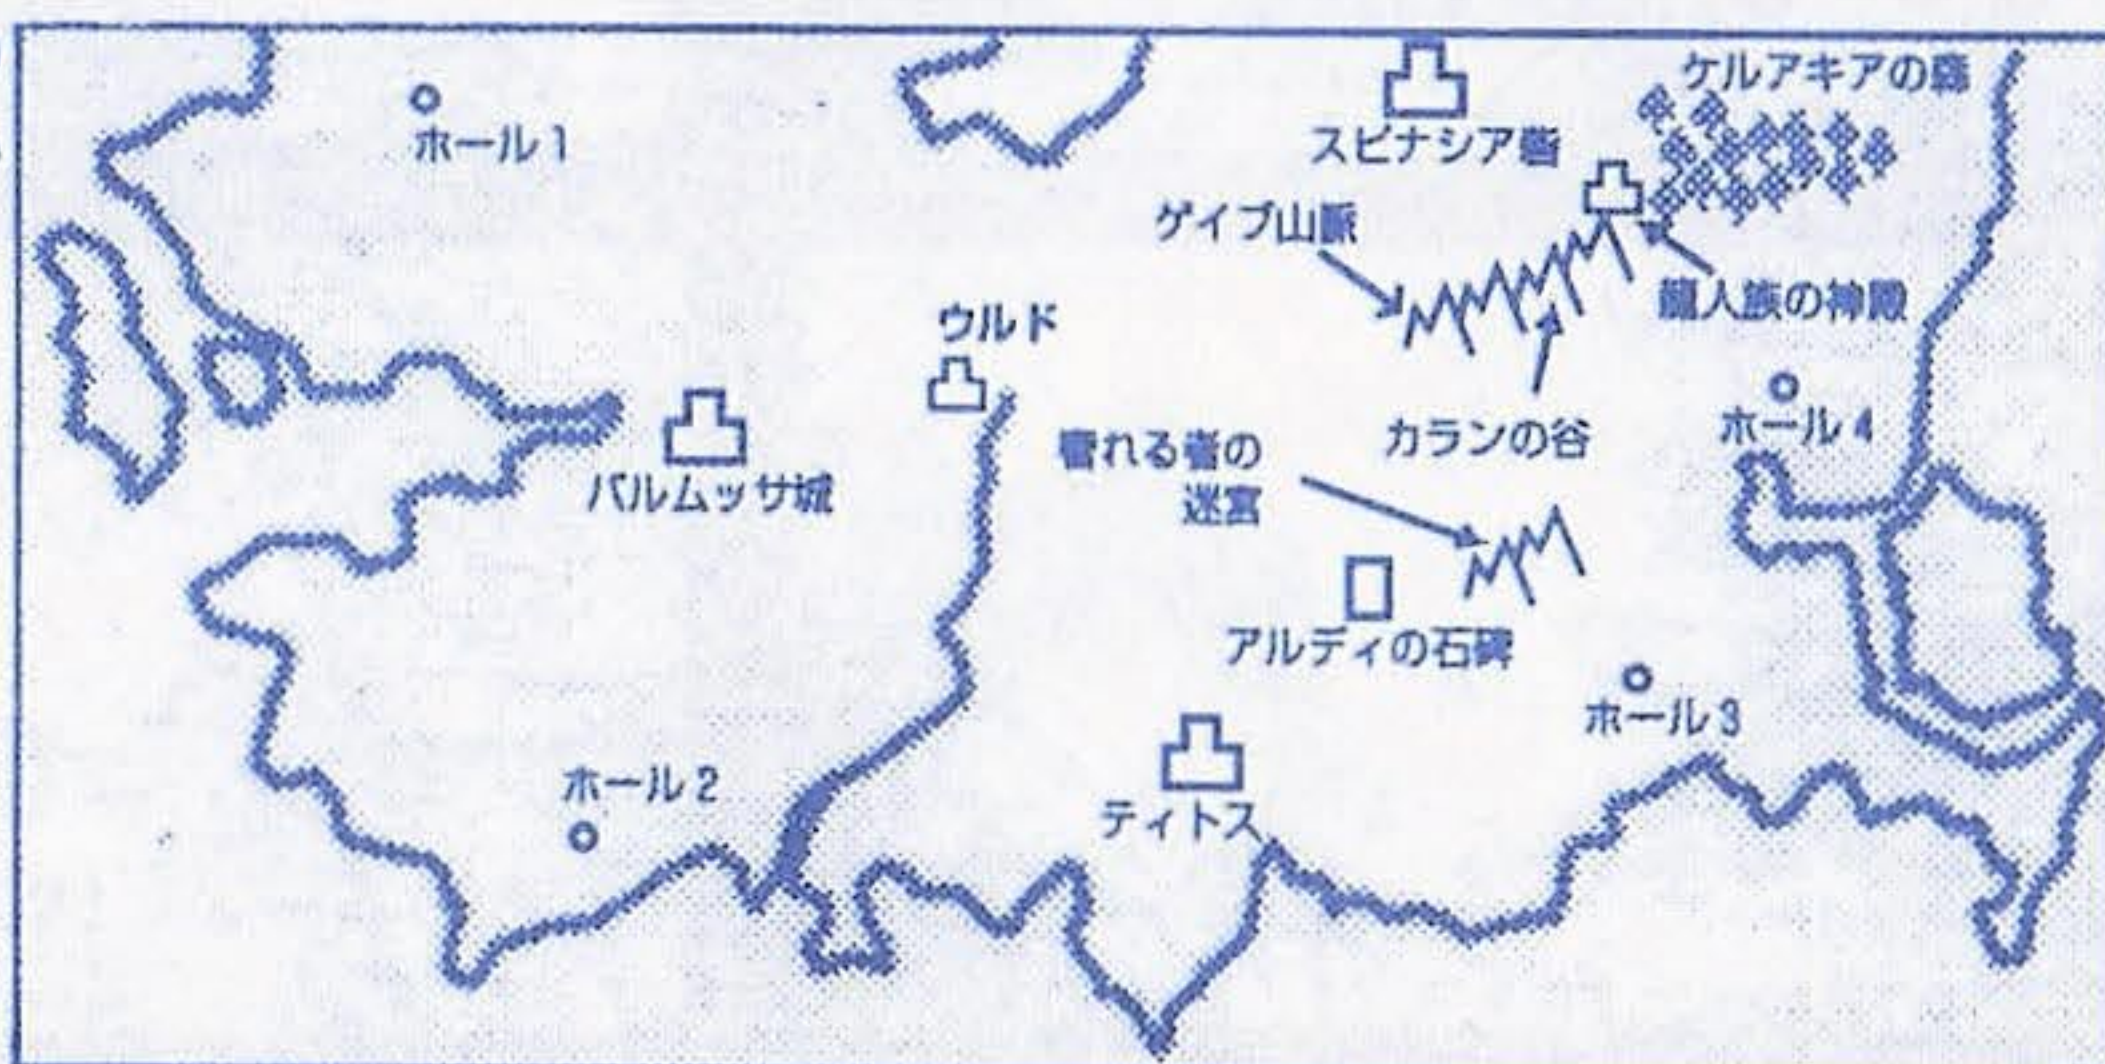 ケルアキアの森
ホール1
スピナシア砦
ゲイブ山脈
龍人族の神殿
ウルド
ホール4
カランの谷
バルムッサ城
れる者の
迷宮
アルディの石碑
ホール3
ホール2
ティトス